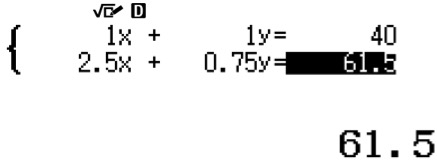 √□ D
1x + 1y= 40
2.5x + 0.75y= 61.5
61.5